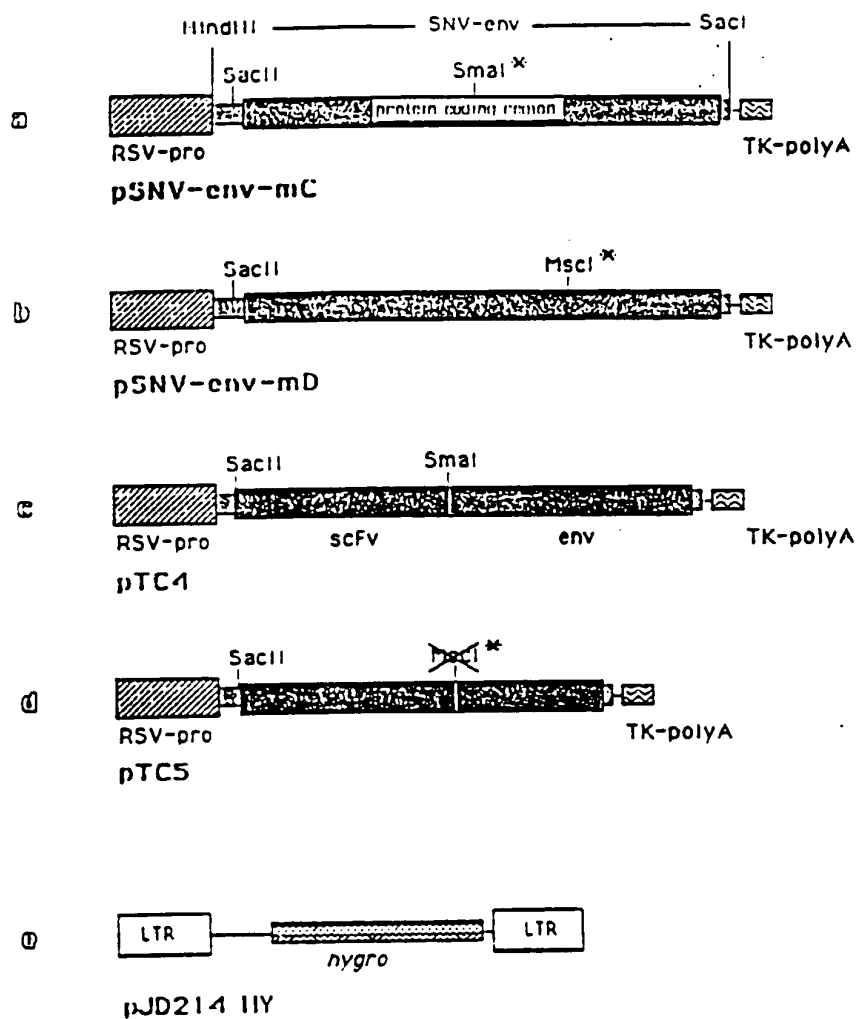 HindIII SNV-env SacI
SacII SmaI*
a protein coding region
RSV-pro TK-polyA
pSNV-env-mC
SacII MscI*
b
RSV-pro TK-polyA
pSNV-env-mD
SacII SmaI
c
RSV-pro scFv env TK-polyA
pTC4
SacII MscI*
d
RSV-pro TK-polyA
pTC5
e LTR LTR
hygro
pJD214 HY